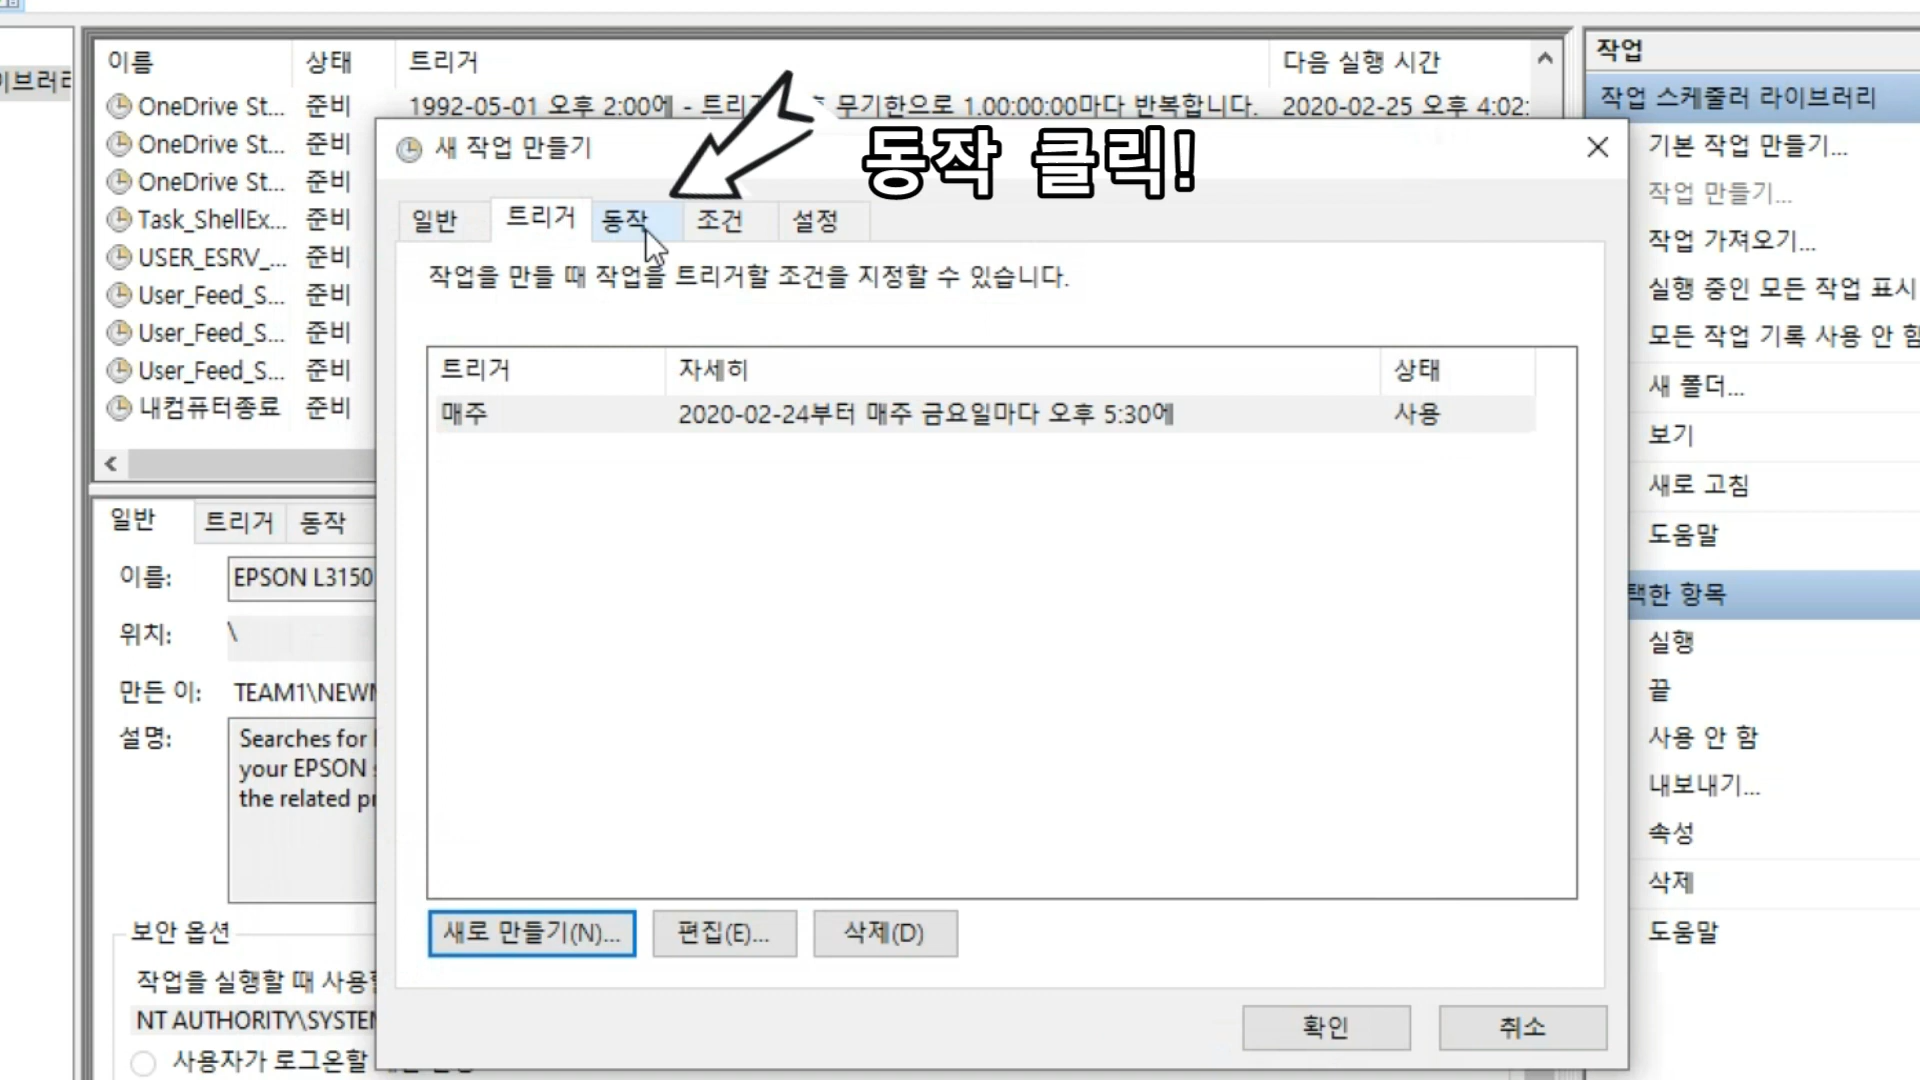 이름 상태 트리거 다음 실행 시간
OneDrive St... 준비 1992-05-01 오후 2:00에 - 트리거 무기한으로 1.00:00:00마다 반복합니다. 2020-02-25 오후 4:02:
OneDrive St... 준비
OneDrive St... 준비
Task_ShellEx... 준비
USER_ESRV_... 준비
User_Feed_S... 준비
User_Feed_S... 준비
User_Feed_S... 준비
내컴퓨터종료 준비
일반 트리거 동작
이름: EPSON L3150
위치: \
만든 이: TEAM1\NEW
설명: Searches for
your EPSON
the related
보안 옵션
작업을 실행할 때
NT AUTHORITY\SYSTEM
사용자가 로그온할
새 작업 만들기
동작 클릭!
일반 트리거 동작 조건 설정
작업을 만들 때 작업을 트리거할 조건을 지정할 수 있습니다.
트리거 자세히 상태
매주 2020-02-24부터 매주 금요일마다 오후 5:30에 사용
새로 만들기(N)... 편집(E)... 삭제(D)
확인 취소
작업
작업 스케줄러 라이브러리
기본 작업 만들기...
작업 만들기...
작업 가져오기...
실행 중인 모든 작업 표시
모든 작업 기록 사용 안 함
새 폴더...
보기
새로 고침
도움말
택한 항목
실행
끝
사용 안 함
내보내기...
속성
삭제
도움말